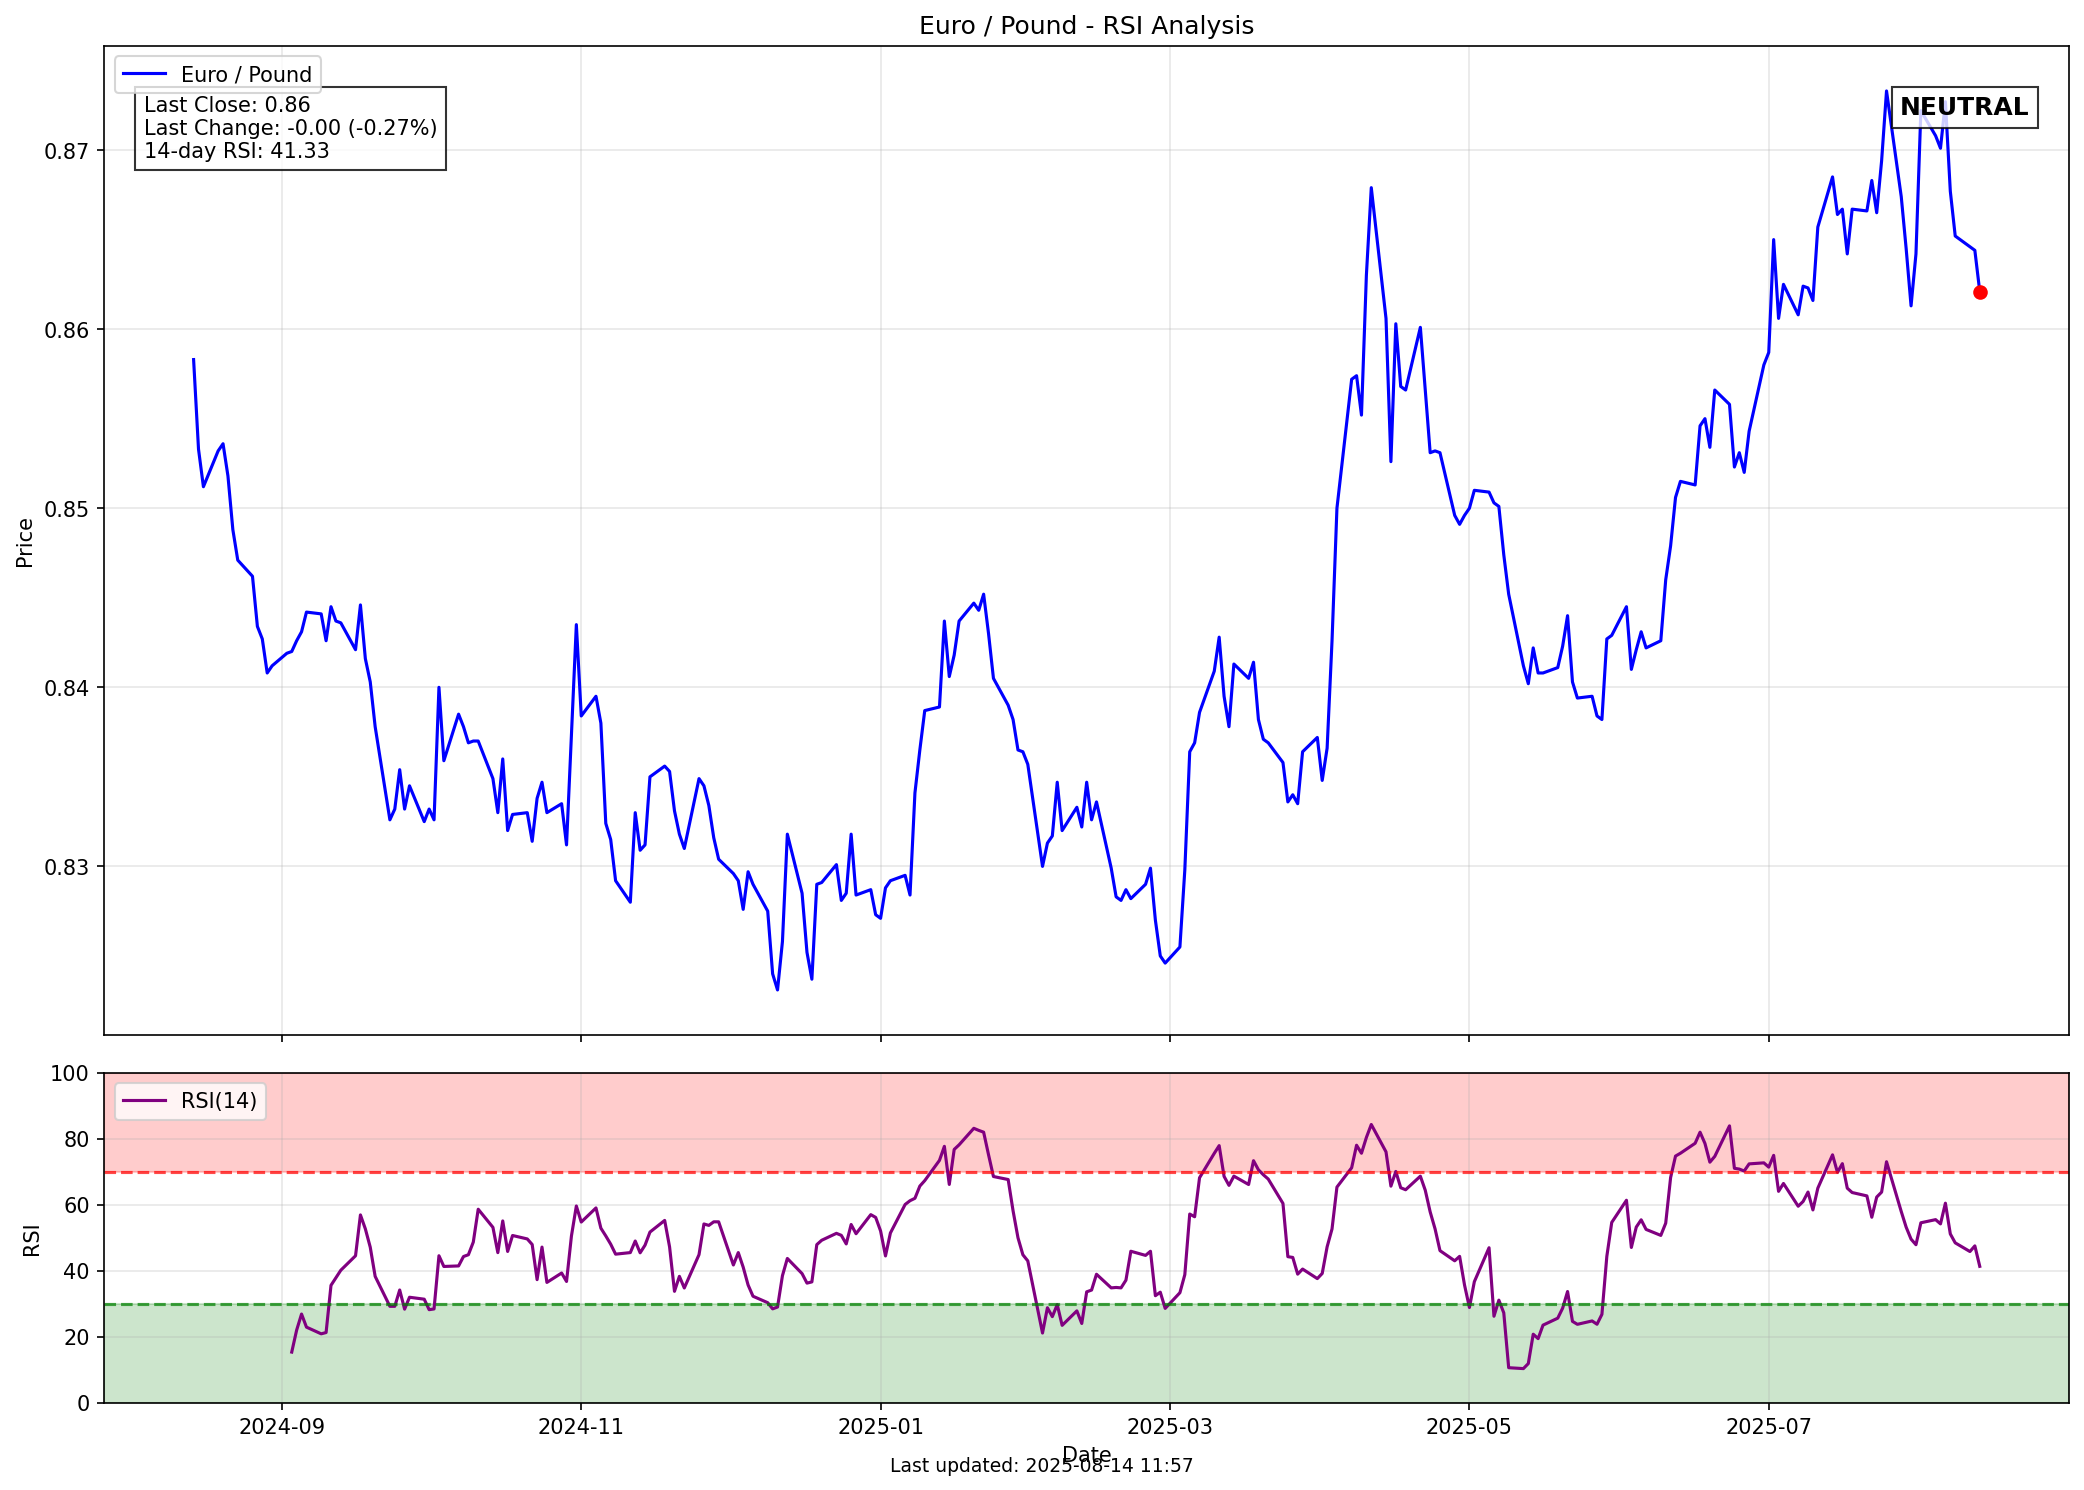 Euro / Pound - RSI Analysis
Euro / Pound
Last Close: 0.86
Last Change: -0.00 (-0.27%)
14-day RSI: 41.33
NEUTRAL
Price
0.87
0.86
0.85
0.84
0.83
RSI(14)
RSI
100
80
60
40
20
0
2024-09
2024-11
2025-01
2025-03
2025-05
2025-07
Date
Last updated: 2025-08-14 11:57